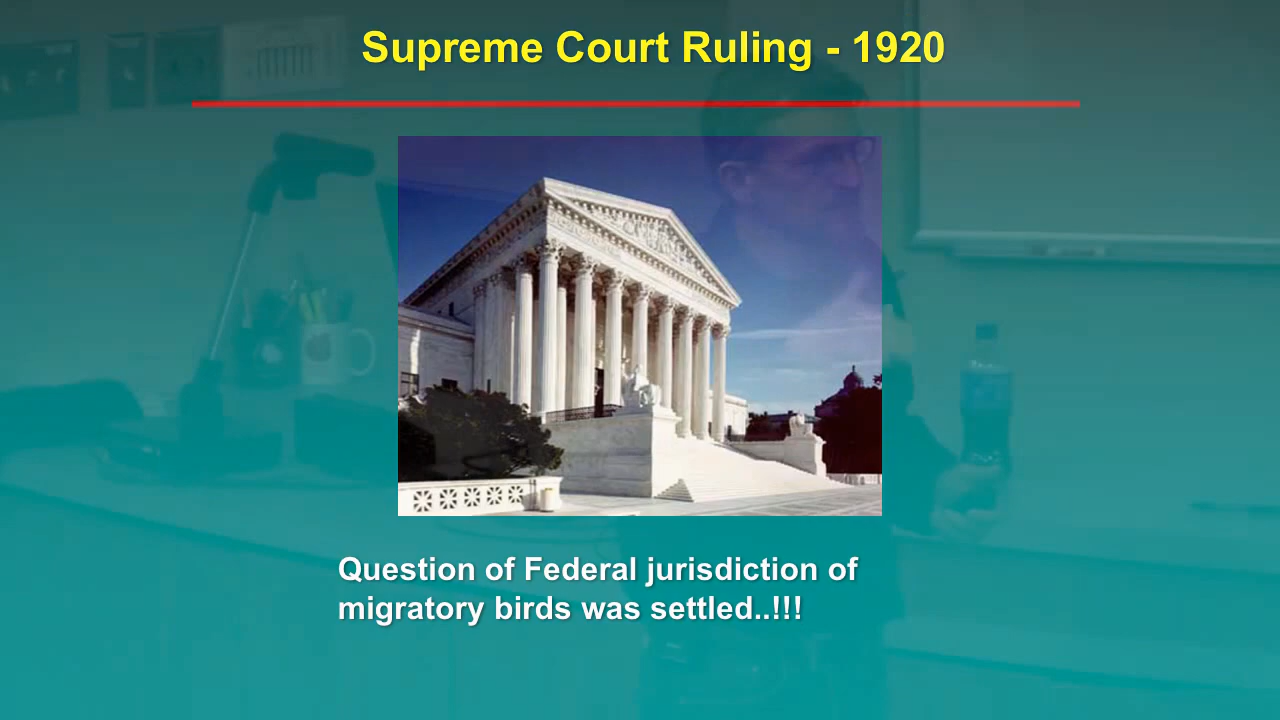 Supreme Court Ruling - 1920
Question of Federal jurisdiction of
migratory birds was settled..!!!